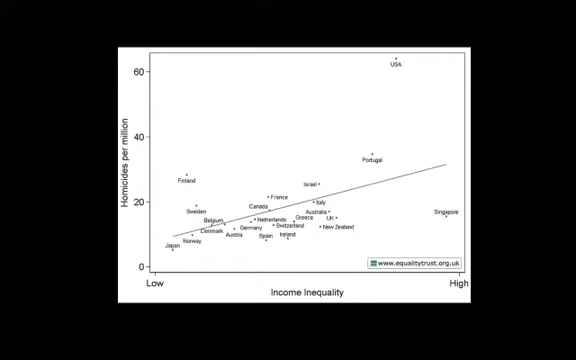 60
USA
40
Homicides per million
Portugal
Finland
Israel
France
Italy
20
Sweden
Canada
Australia
UK
Singapore
Belgium
Netherlands
Greece
Denmark
Germany
Switzerland
New Zealand
Austria
Norway
Spain
Ireland
Japan
0
www.equalitytrust.org.uk
Low
High
Income Inequality